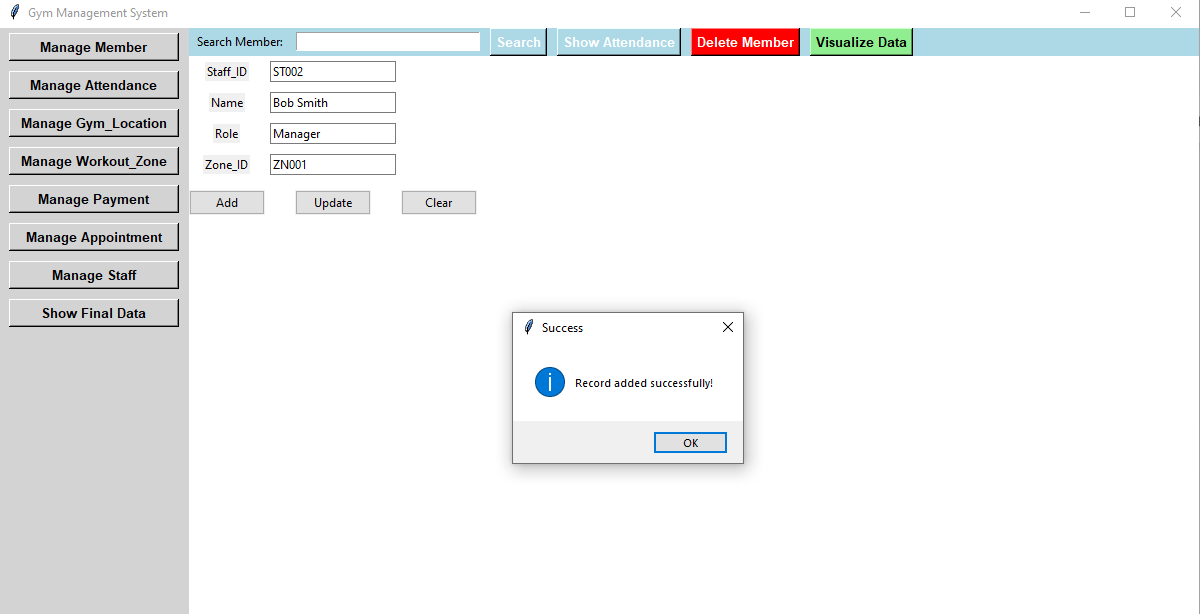 Gym Management System
Manage Member
Manage Attendance
Manage Gym_Location
Manage Workout_Zone
Manage Payment
Manage Appointment
Manage Staff
Show Final Data
Search Member: Search Show Attendance Delete Member Visualize Data
Staff_ID ST002
Name Bob Smith
Role Manager
Zone_ID ZN001
Add Update Clear
Success
i Record added successfully!
OK